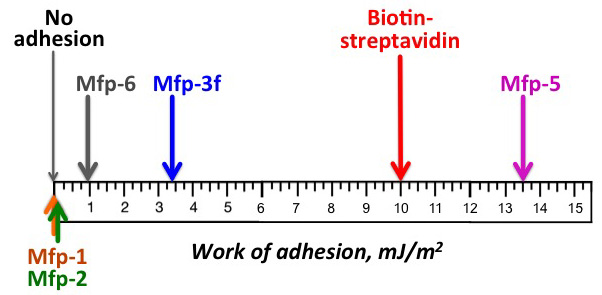 No
adhesion
Biotin-
streptavidin
Mfp-6
Mfp-3f
Mfp-5
1 2 3 4 5 6 7 8 9 10 11 12 13 14 15
Mfp-1
Mfp-2
Work of adhesion, mJ/m²